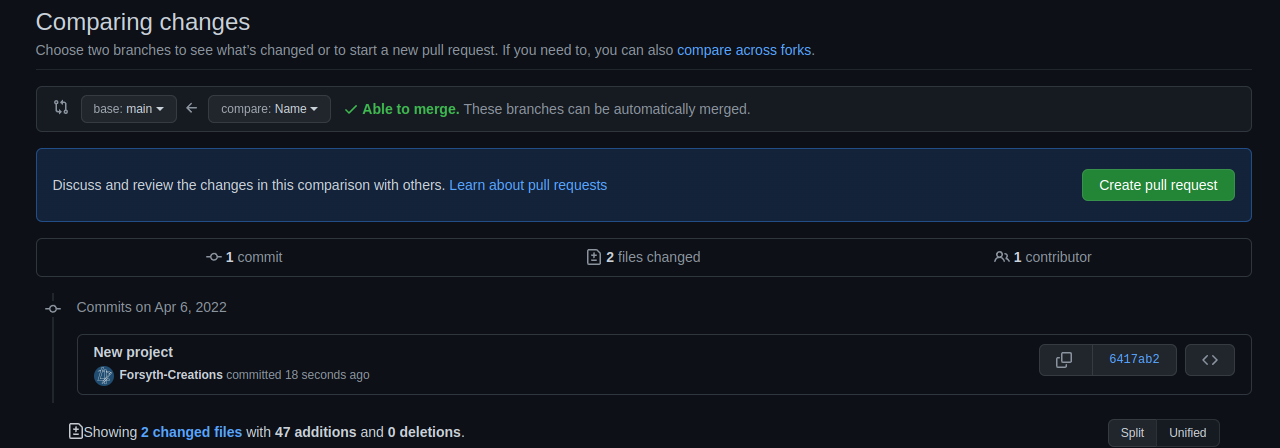 Comparing changes
Choose two branches to see what's changed or to start a new pull request. If you need to, you can also compare across forks.
base: main compare: Name Able to merge. These branches can be automatically merged.
Discuss and review the changes in this comparison with others. Learn about pull requests Create pull request
1 commit 2 files changed 1 contributor
Commits on Apr 6, 2022
New project
6417ab2
Forsyth-Creations committed 18 seconds ago
Showing 2 changed files with 47 additions and 0 deletions. Split Unified